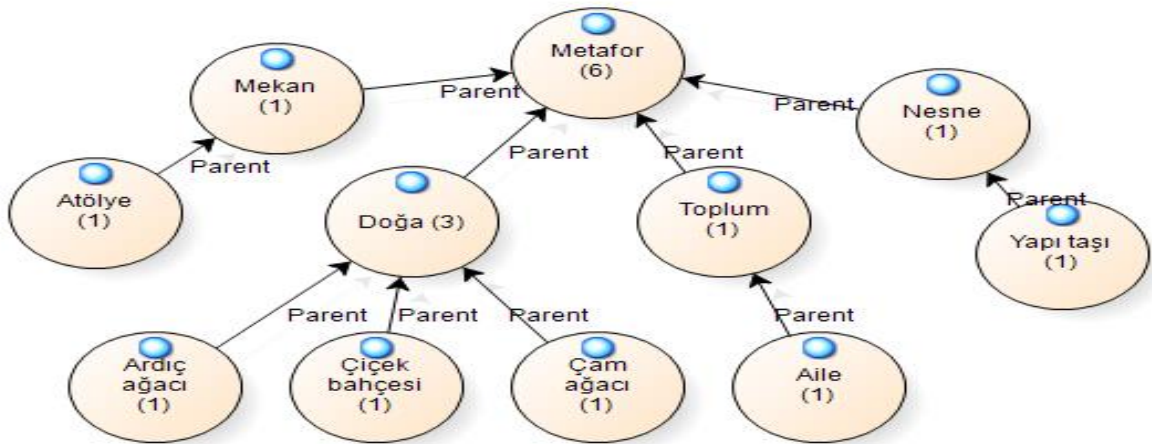 Metafor
(6)
Mekan
(1)
Parent
Parent
Nesne
(1)
Parent
Parent
Parent
Atölye
(1)
Doğa (3)
Toplum
(1)
Parent
Yapı taşı
(1)
Parent
Parent
Parent
Parent
Ardıç
ağacı
(1)
Çiçek
bahçesi
(1)
Çam
ağacı
(1)
Aile
(1)